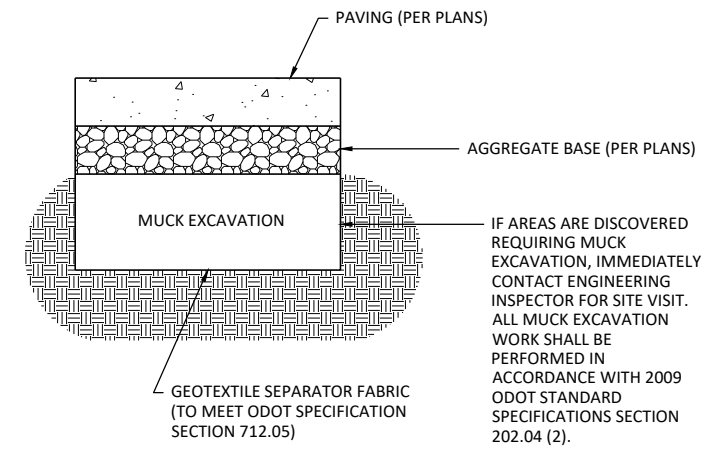 PAVING (PER PLANS)
AGGREGATE BASE (PER PLANS)
MUCK EXCAVATION
IF AREAS ARE DISCOVERED
REQUIRING MUCK
EXCAVATION, IMMEDIATELY
CONTACT ENGINEERING
INSPECTOR FOR SITE VISIT.
ALL MUCK EXCAVATION
WORK SHALL BE
PERFORMED IN
ACCORDANCE WITH 2009
ODOT STANDARD
SPECIFICATIONS SECTION
202.04 (2).
GEOTEXTILE SEPARATOR FABRIC
(TO MEET ODOT SPECIFICATION
SECTION 712.05)